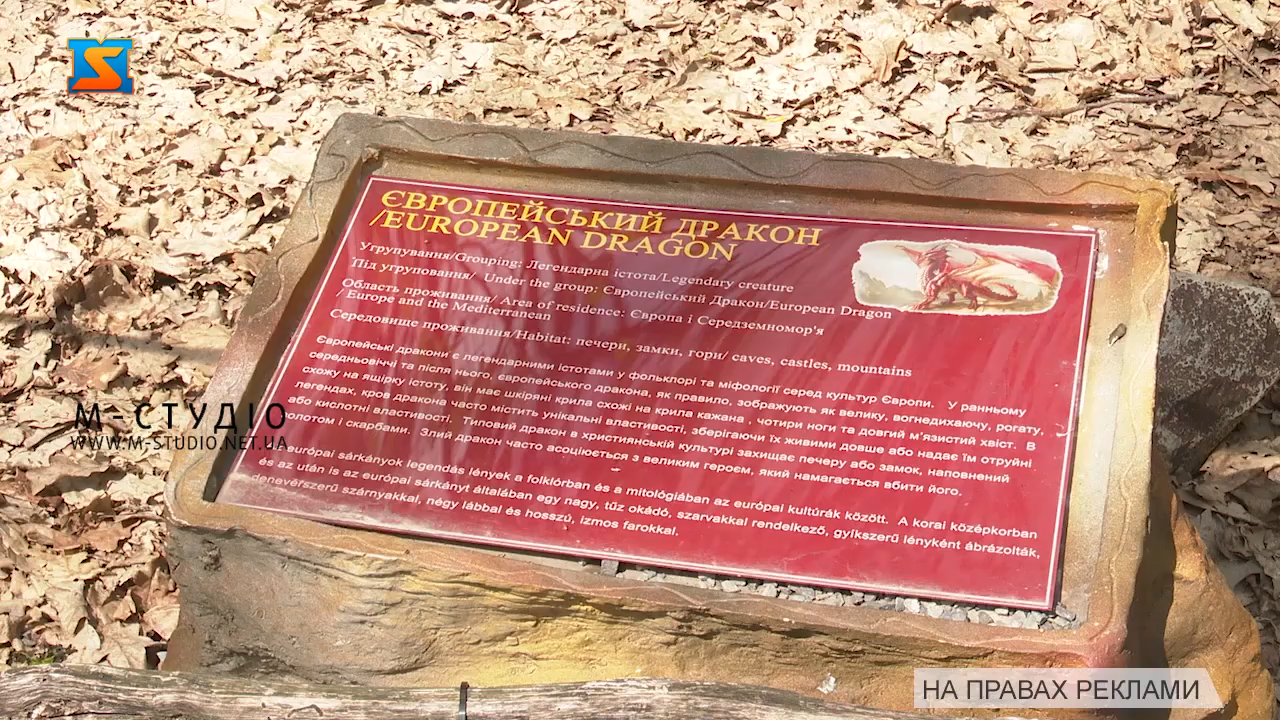 ЄВРОПЕЙСЬКИЙ ДРАКОН
/EUROPEAN DRAGON
Угрупування/Grouping: Легендарна істота/Legendary creature
Під угруповання/ Under the group: Європейський Дракон/European Dragon
Область проживання/ Area of residence: Європа і Середземномор'я
/ Europe and the Mediterranean
Середовище проживання/Habitat: печери, замки, гори/ caves, castles, mountains
Європейські дракони є легендарними істотами у фольклорі та міфології серед культур Європи. У ранньому
середньовіччі та після нього, європейського дракона, як правило, зображують як велику, вогнедихаючу, рогату,
схожу на ящірку істоту, він має шкіряні крила схожі на крила кажана , чотири ноги та довгий м'язистий хвіст. В
легендах, кров дракона часто містить унікальні властивості, зберігаючи їх живими довше або надає їм отруйні
або кислотні властивості. Типовий дракон в християнській культурі захищає печеру або замок, наповнений
золотом і скарбами. Злий дракон часто асоціюється з великим героєм, який намагається вбити його.
európai sárkányok legendás lények a folklórban és a mitológiában az európai kultúrák között. A korai középkorban
és az után is az európai sárkányt általában egy nagy, tűz okádó, szarvakkal rendelkező, gyíkszerű lényként ábrázolták,
denevérszerű szárnyakkal, négy lábbal és hosszú, izmos farokkal.
М-СТУДІО
WWW.M-STUDIO.NET.UA
НА ПРАВАХ РЕКЛАМИ